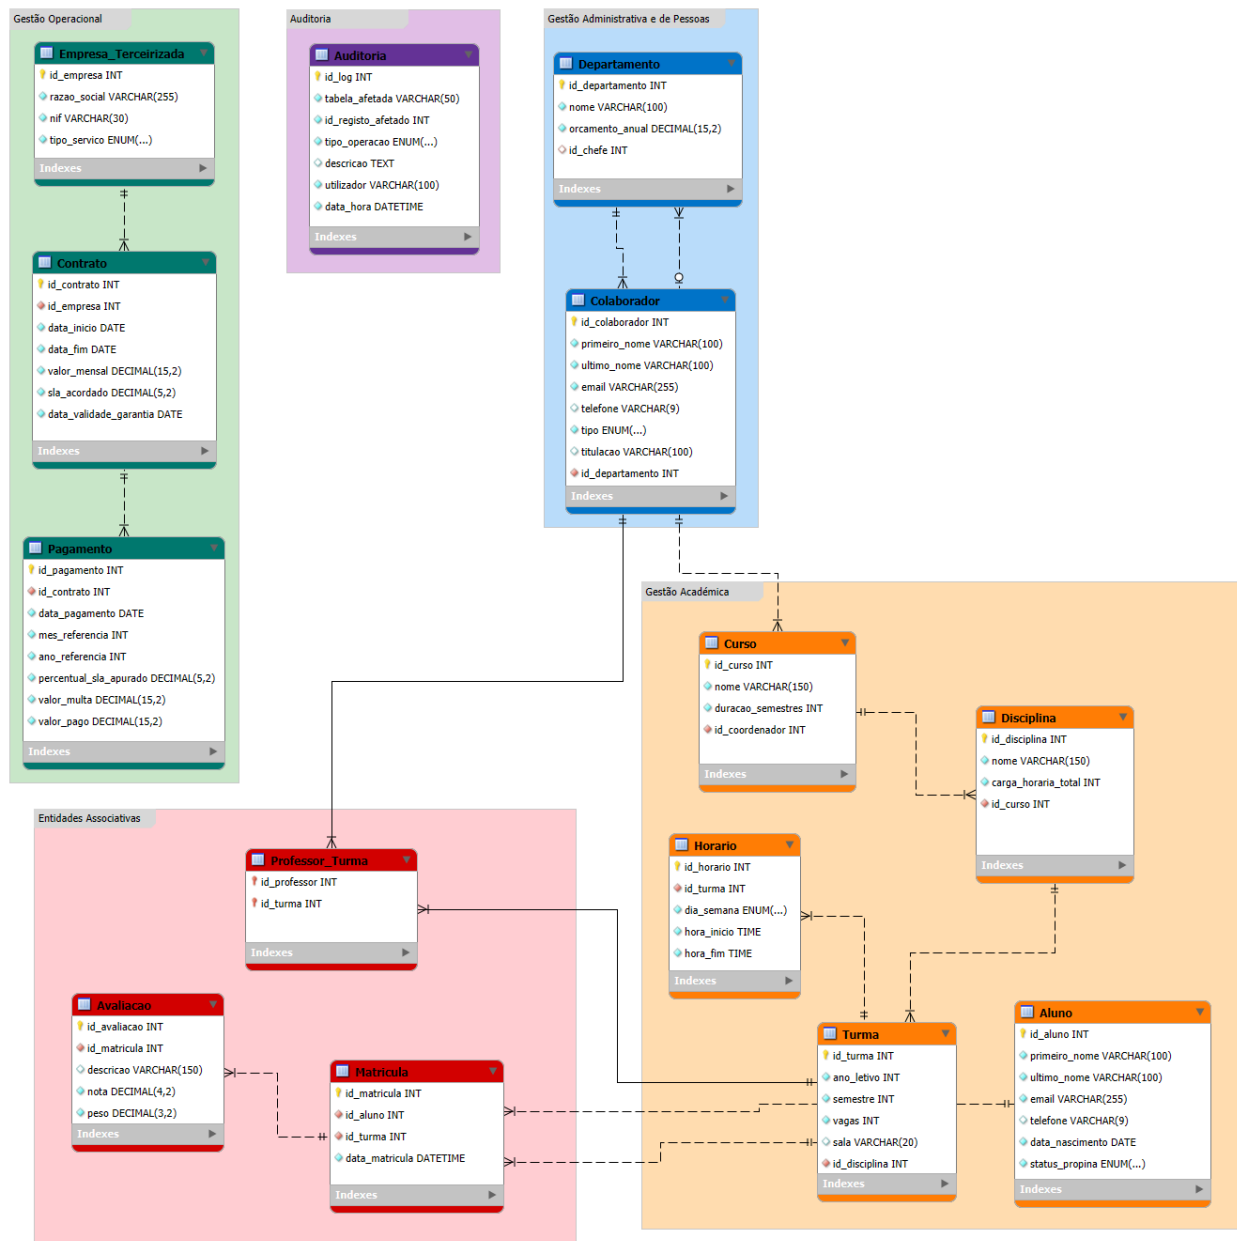 Gestão Operacional
Empresa_Terceirizada
id_empresa INT
razao_social VARCHAR(255)
nif VARCHAR(30)
tipo_servico ENUM(...)
Indexes
Contrato
id_contrato INT
id_empresa INT
data_inicio DATE
data_fim DATE
valor_mensal DECIMAL(15,2)
sla_acordado DECIMAL(5,2)
data_validade_garantia DATE
Indexes
Pagamento
id_pagamento INT
id_contrato INT
data_pagamento DATE
mes_referencia INT
ano_referencia INT
percentual_sla_apurado DECIMAL(5,2)
valor_multa DECIMAL(15,2)
valor_pago DECIMAL(15,2)
Indexes
Auditoria
Auditoria
id_log INT
tabela_afetada VARCHAR(50)
id_registo_afetado INT
tipo_operacao ENUM(...)
descricao TEXT
utilizador VARCHAR(100)
data_hora DATETIME
Indexes
Gestão Administrativa e de Pessoas
Departamento
id_departamento INT
nome VARCHAR(100)
orcamento_anual DECIMAL(15,2)
id_chefe INT
Indexes
Colaborador
id_colaborador INT
primeiro_nome VARCHAR(100)
ultimo_nome VARCHAR(100)
email VARCHAR(255)
telefone VARCHAR(9)
tipo ENUM(...)
titulacao VARCHAR(100)
id_departamento INT
Indexes
Gestão Académica
Curso
id_curso INT
nome VARCHAR(150)
duracao_semestres INT
id_coordenador INT
Indexes
Disciplina
id_disciplina INT
nome VARCHAR(150)
carga_horaria_total INT
id_curso INT
Indexes
Horario
id_horario INT
id_turma INT
dia_semana ENUM(...)
hora_inicio TIME
hora_fim TIME
Indexes
Turma
id_turma INT
ano_letivo INT
semestre INT
vagas INT
sala VARCHAR(20)
id_disciplina INT
Indexes
Aluno
id_aluno INT
primeiro_nome VARCHAR(100)
ultimo_nome VARCHAR(100)
email VARCHAR(255)
telefone VARCHAR(9)
data_nascimento DATE
status_propina ENUM(...)
Indexes
Entidades Associativas
Professor_Turma
id_professor INT
id_turma INT
Indexes
Avaliacao
id_avaliacao INT
id_matricula INT
descricao VARCHAR(150)
nota DECIMAL(4,2)
peso DECIMAL(3,2)
Indexes
Matricula
id_matricula INT
id_aluno INT
id_turma INT
data_matricula DATETIME
Indexes